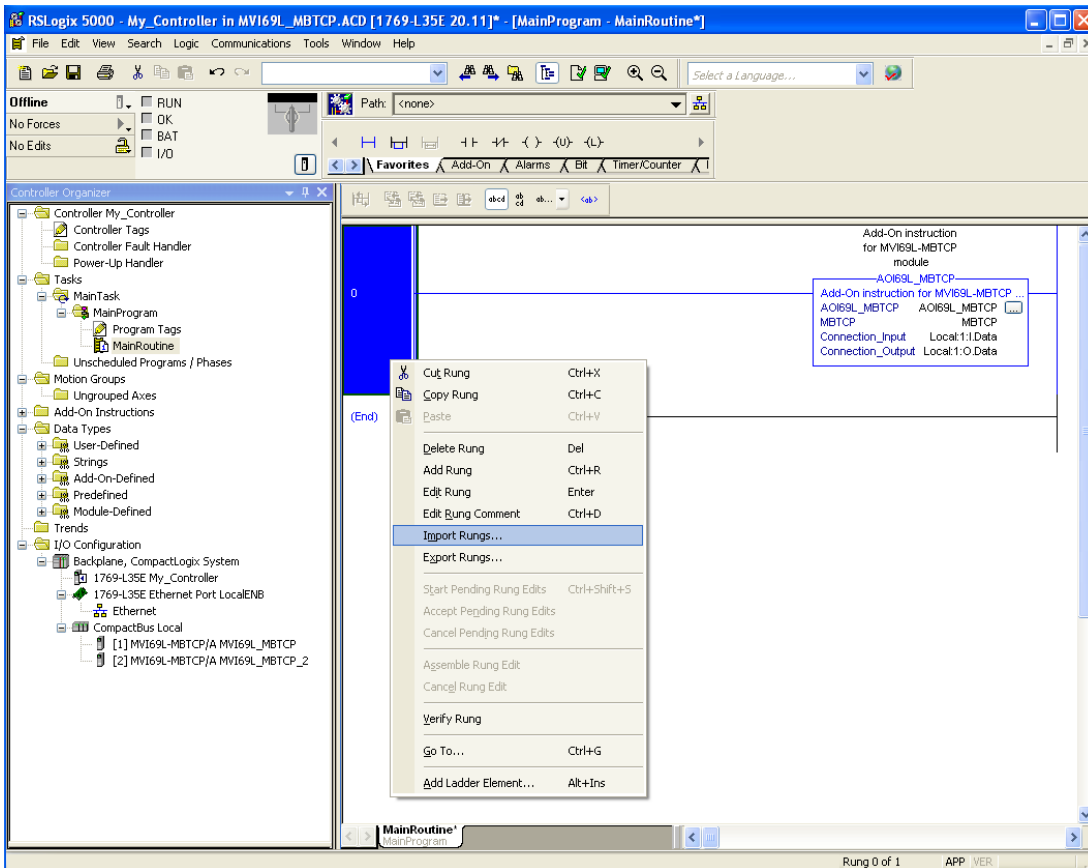 RSLogix 5000 - My_Controller in MVI69L_MBTCP.ACD [1769-L35E 20.11]* - [MainProgram - MainRoutine*]
File Edit View Search Logic Communications Tools Window Help
Select a Language...
Offline
RUN
No Forces
OK
No Edits
BAT
I/O
Path: <none>
Favorites Add-On Alarms Bit Timer/Counter
Controller Organizer
Controller My_Controller
Controller Tags
Controller Fault Handler
Power-Up Handler
Tasks
MainTask
MainProgram
Program Tags
MainRoutine
Unscheduled Programs / Phases
Motion Groups
Ungrouped Axes
Add-On Instructions
Data Types
User-Defined
Strings
Add-On-Defined
Predefined
Module-Defined
Trends
I/O Configuration
Backplane, CompactLogix System
1769-L35E My_Controller
1769-L35E Ethernet Port LocalENB
Ethernet
CompactBus Local
[1] MVI69L-MBTCP/A MVI69L_MBTCP
[2] MVI69L-MBTCP/A MVI69L_MBTCP_2
abcd ab cd ab... <ab>
0
Add-On instruction
for MVI69L-MBTCP
module
AOI69L_MBTCP
Add-On instruction for MVI69L-MBTCP ...
AOI69L_MBTCP AOI69L_MBTCP ...
MBTCP MBTCP
Connection_Input Local:1:I.Data
Connection_Output Local:1:O.Data
(End)
Cut Rung Ctrl+X
Copy Rung Ctrl+C
Paste Ctrl+V
Delete Rung Del
Add Rung Ctrl+R
Edit Rung Enter
Edit Rung Comment Ctrl+D
Import Rungs...
Export Rungs...
Start Pending Rung Edits Ctrl+Shift+S
Accept Pending Rung Edits
Cancel Pending Rung Edits
Assemble Rung Edit
Cancel Rung Edit
Verify Rung
Go To... Ctrl+G
Add Ladder Element... Alt+Ins
MainRoutine*
MainProgram
Rung 0 of 1 APP VER